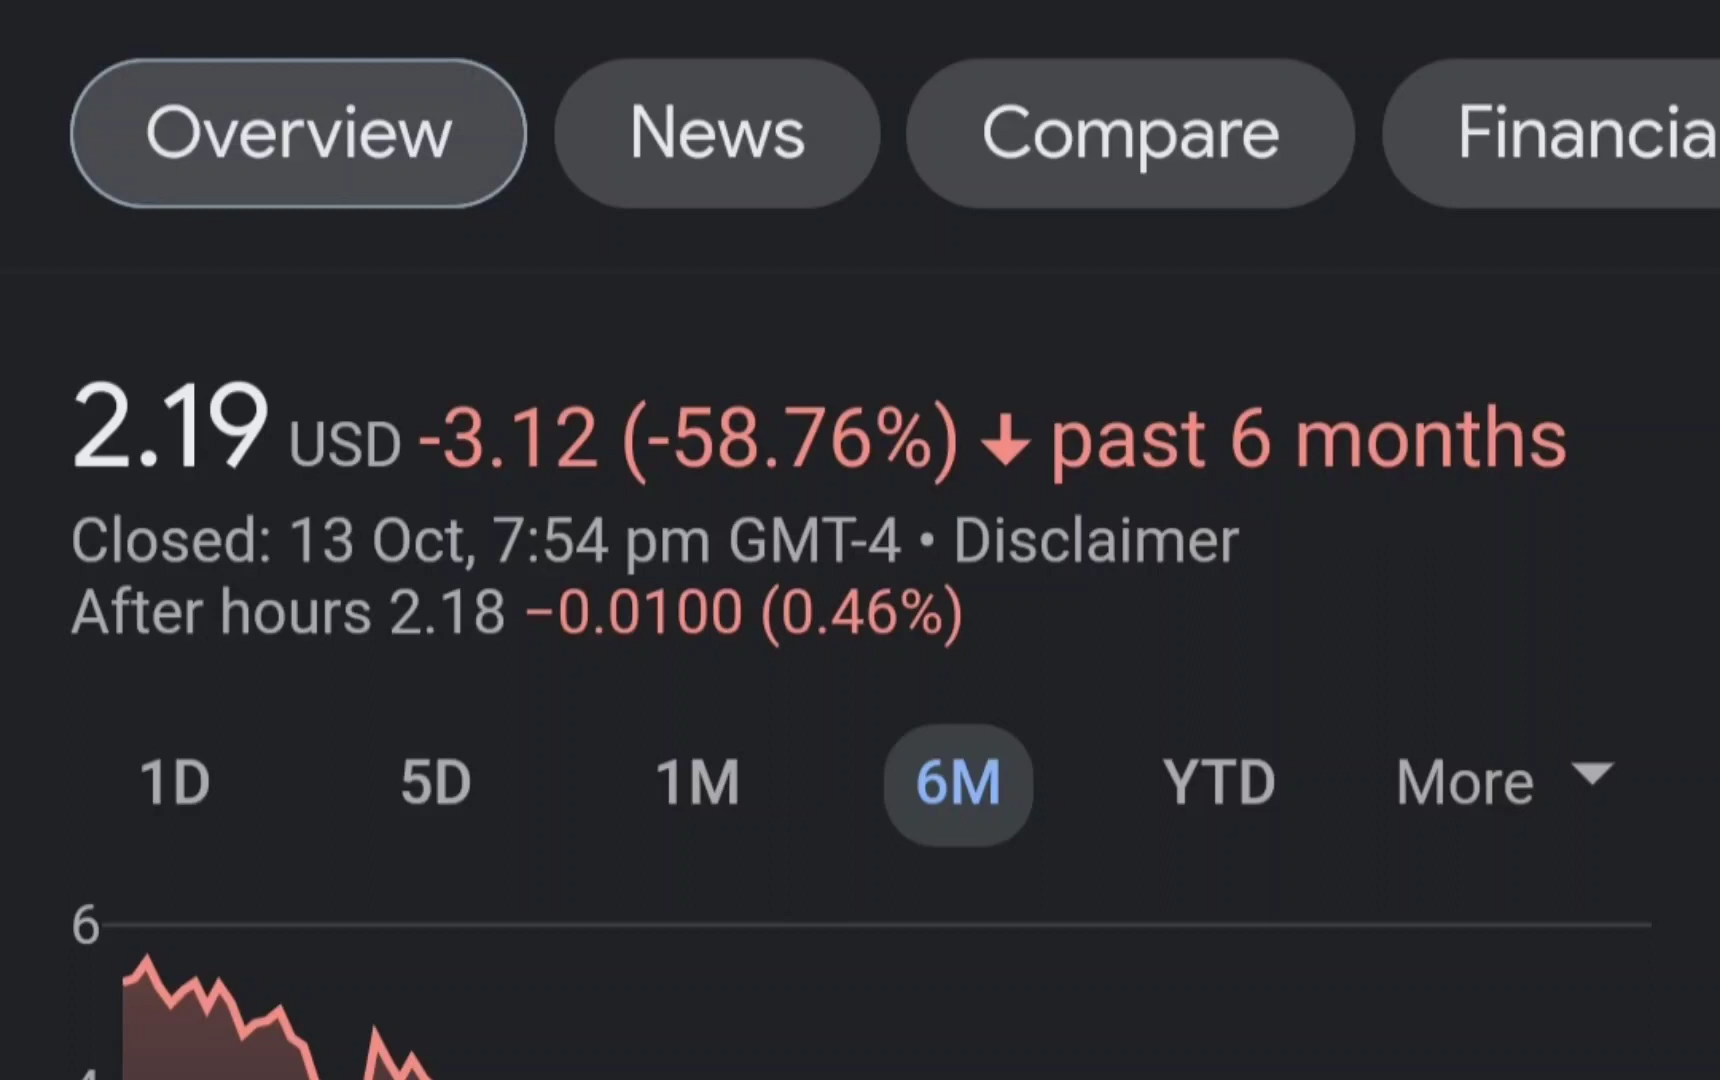 Overview News Compare Financia
2.19 USD -3.12 (-58.76%) ↓ past 6 months
Closed: 13 Oct, 7:54 pm GMT-4 • Disclaimer
After hours 2.18 −0.0100 (0.46%)
1D 5D 1M 6M YTD More
6
4